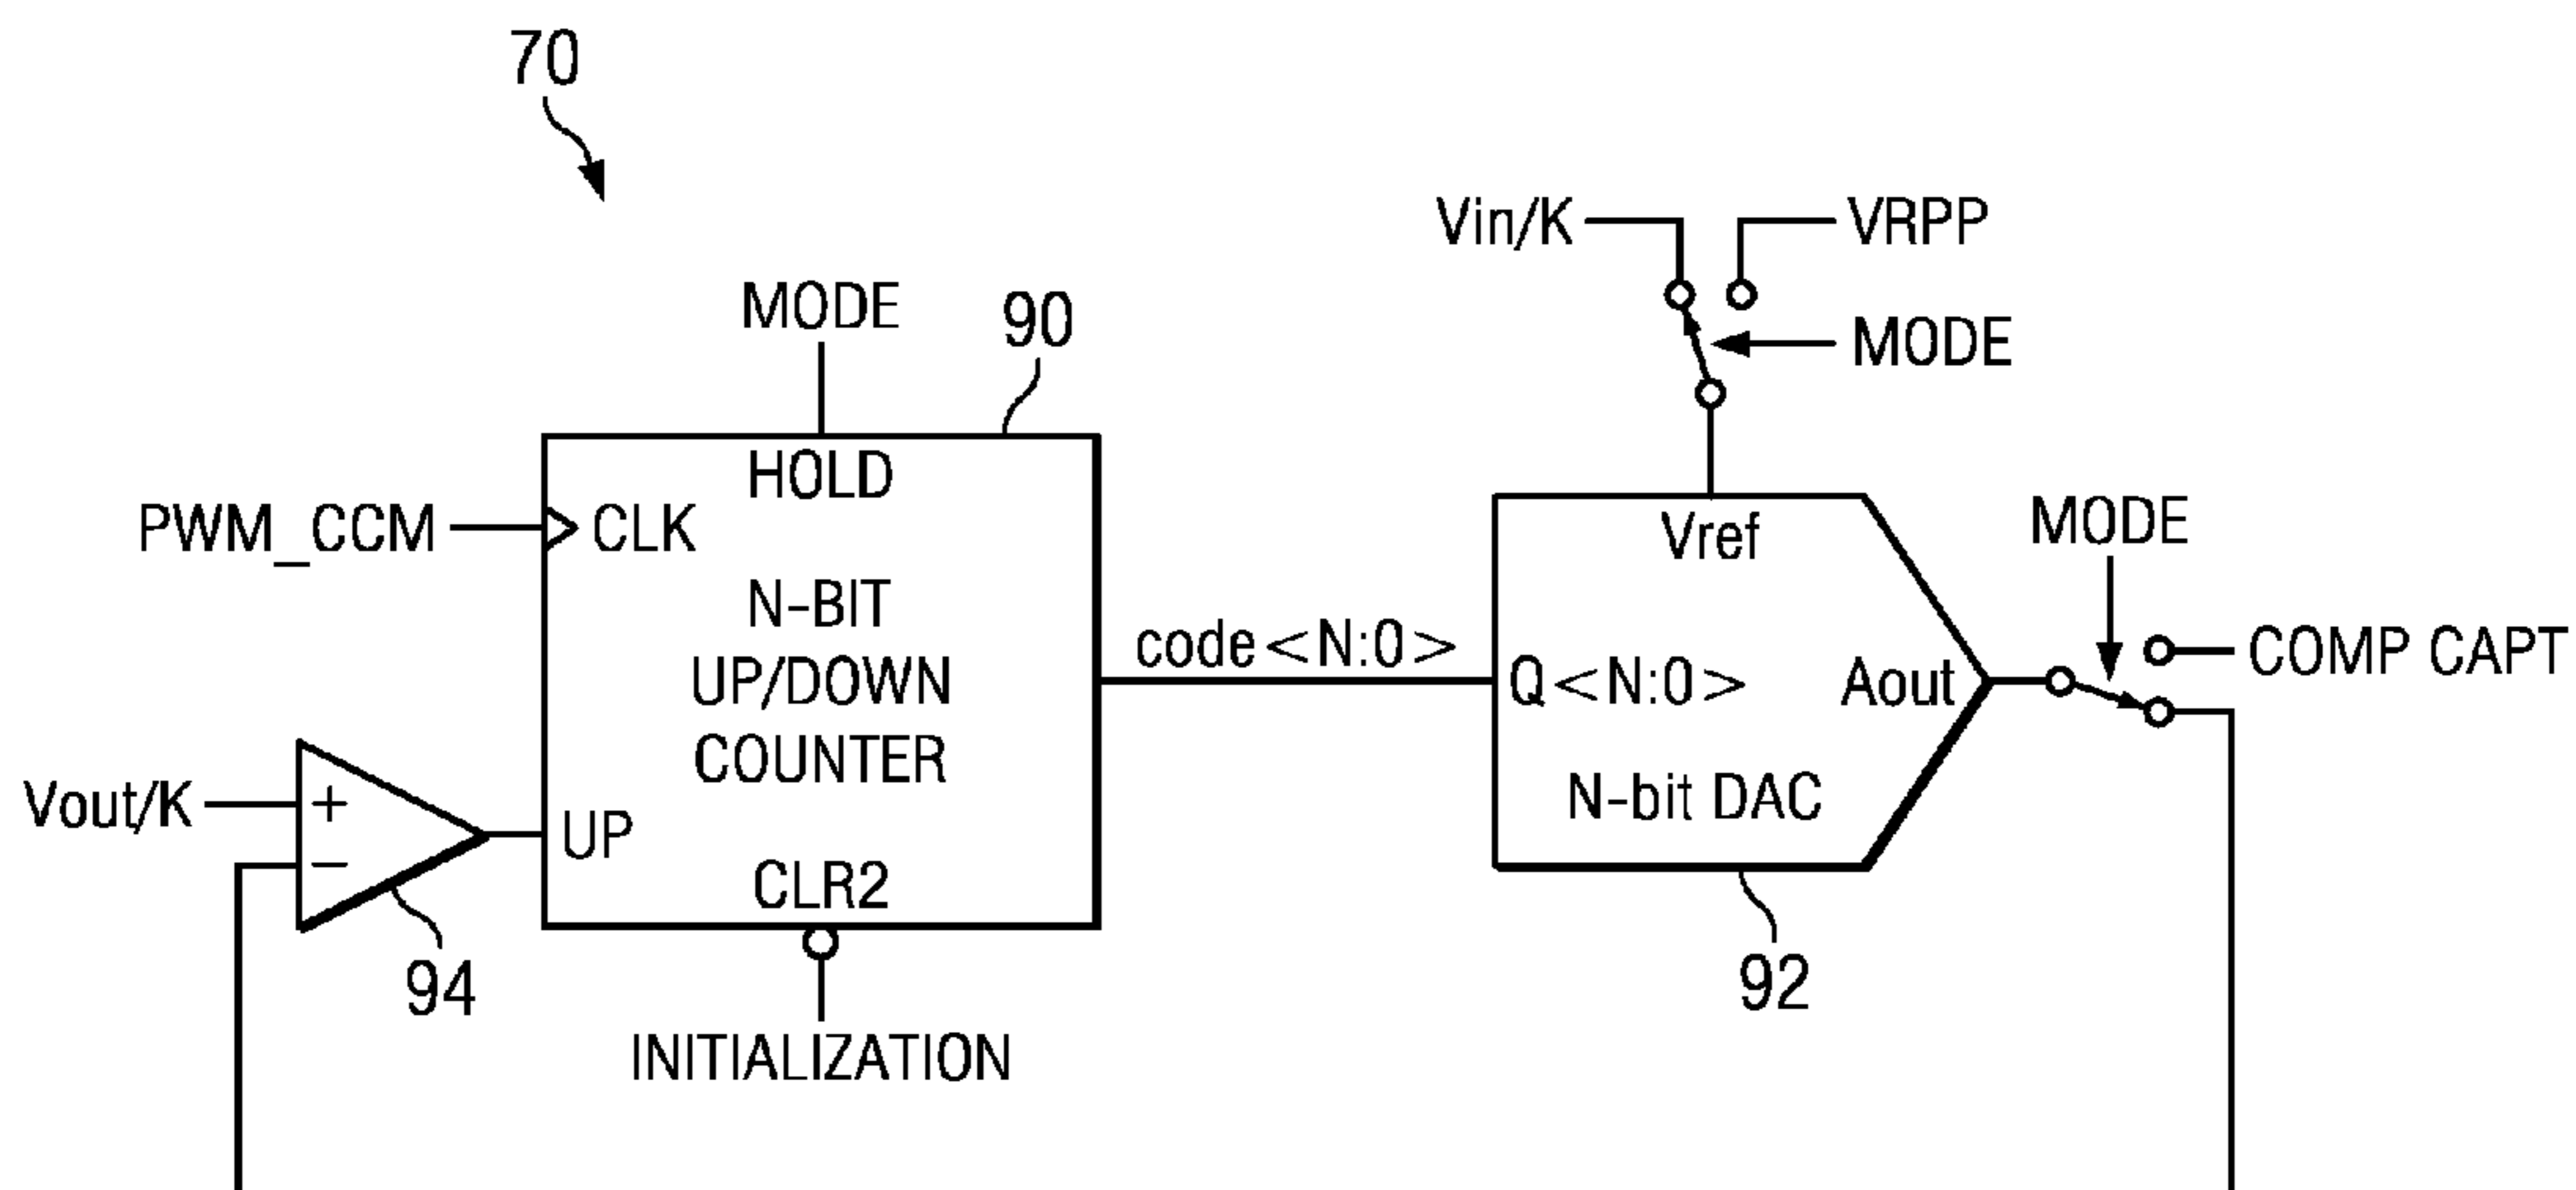 70
Vin/K
VRPP
MODE
90
MODE
HOLD
PWM_CCM
CLK
Vref
MODE
N-BIT
UP/DOWN
COUNTER
code<N:0>
Q<N:0>
Aout
COMP CAPT
N-bit DAC
Vout/K
+
−
UP
CLR2
94
92
INITIALIZATION